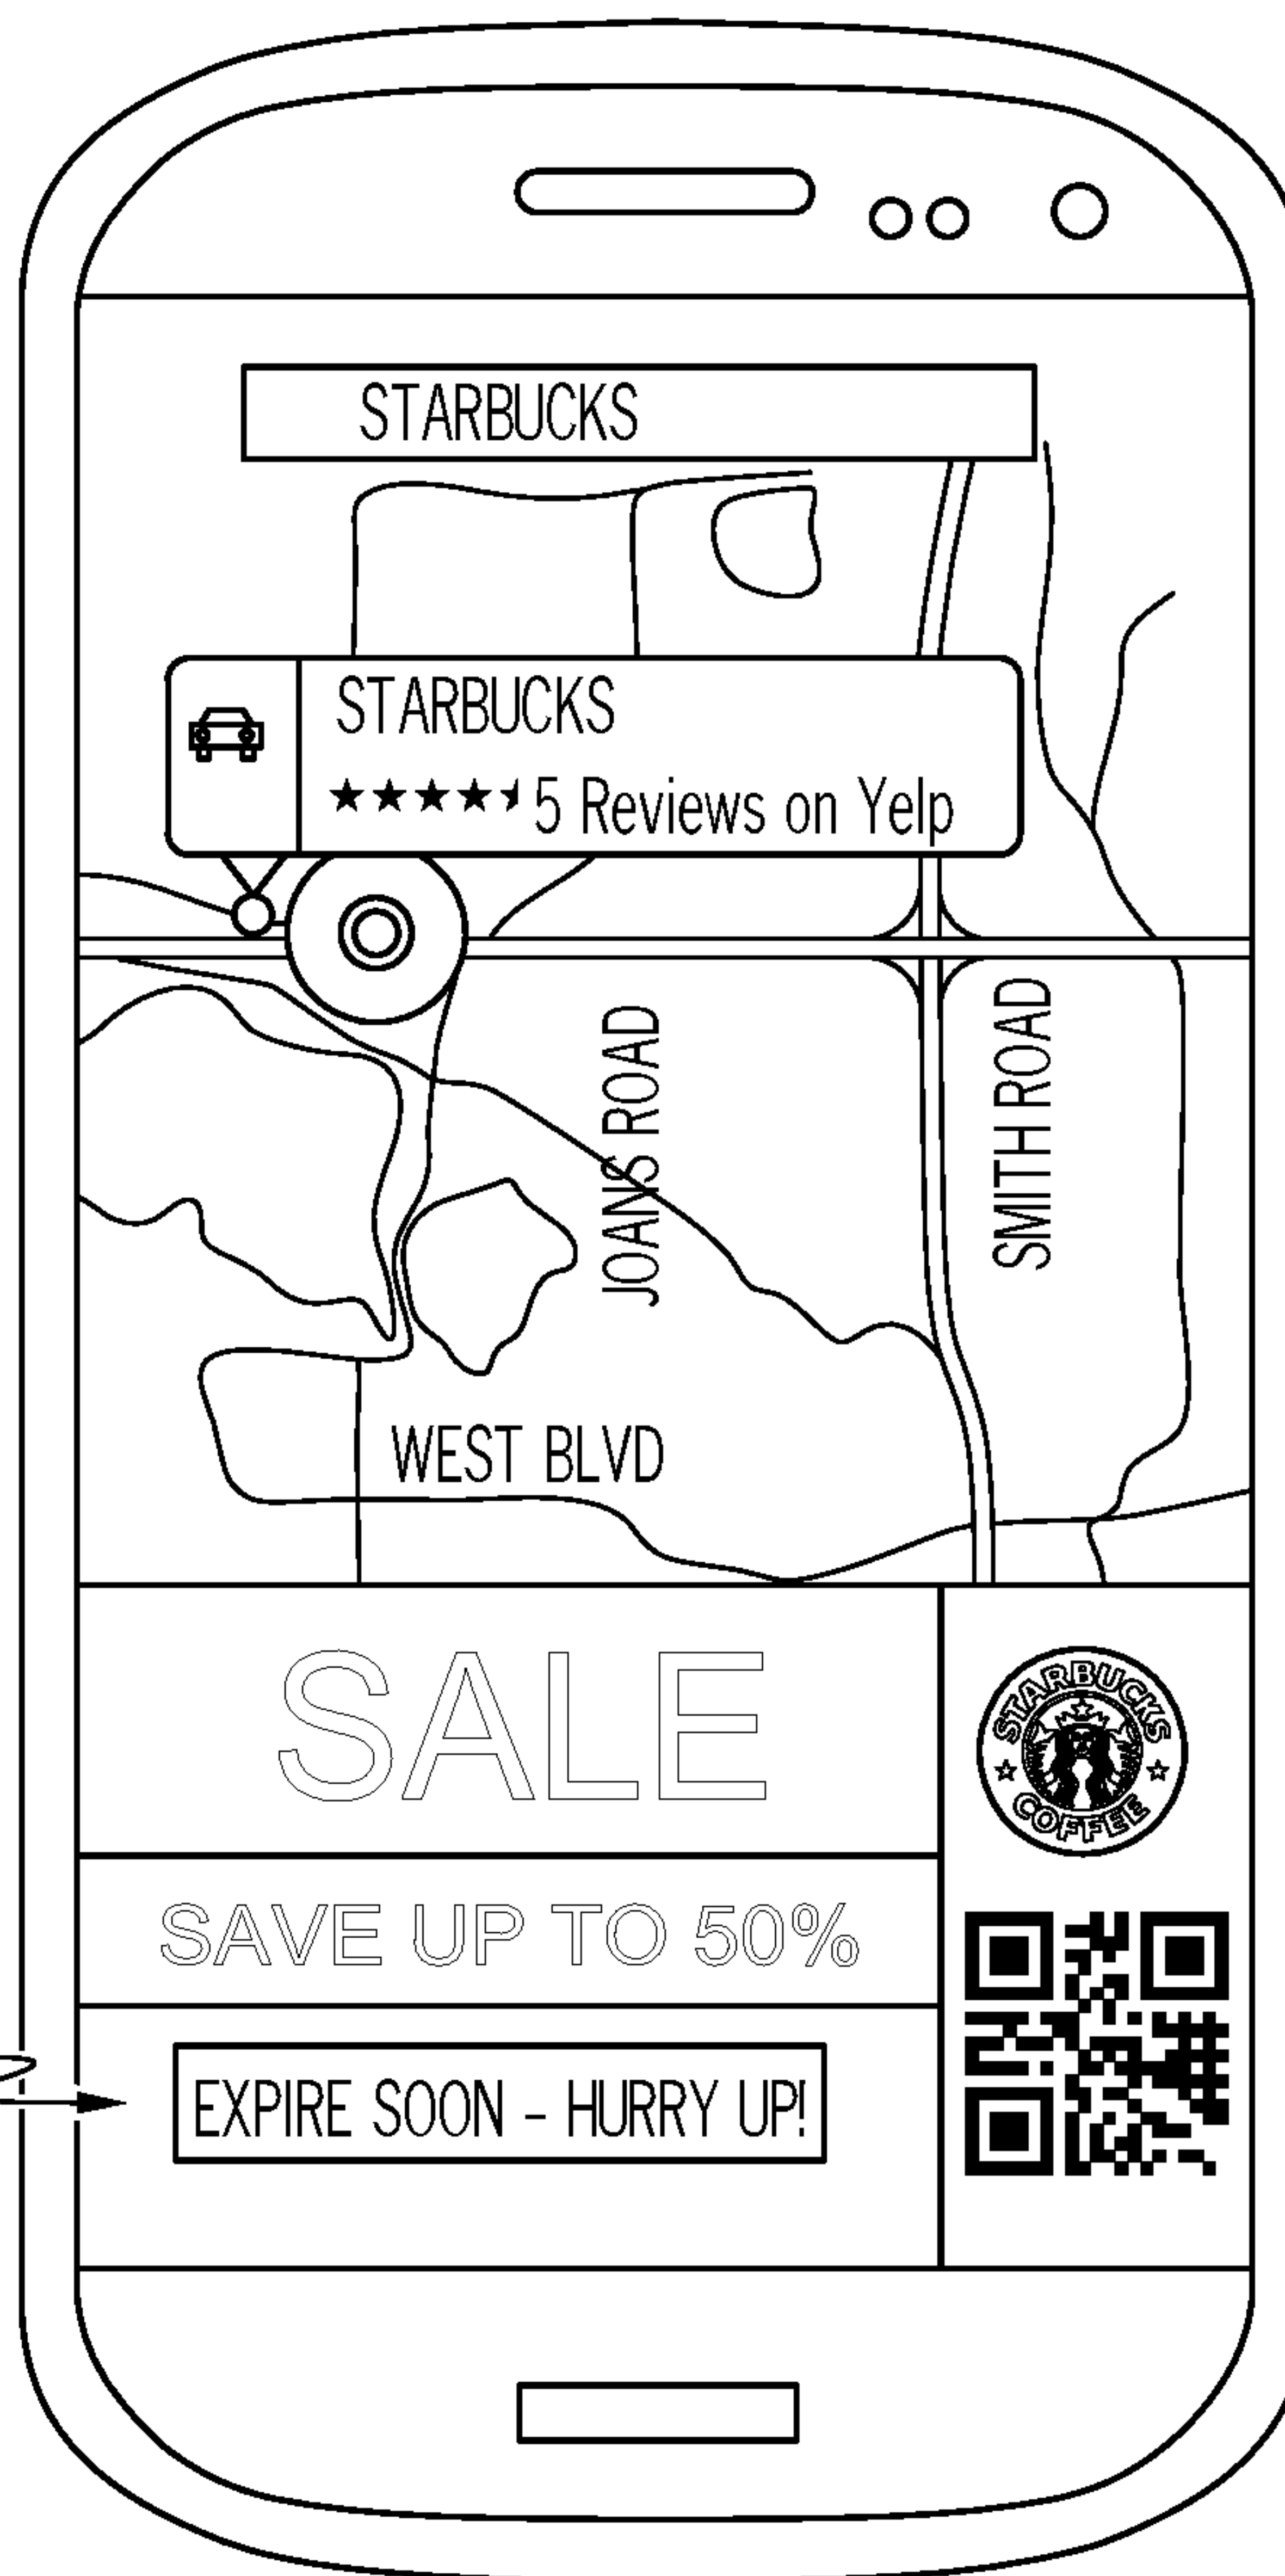 STARBUCKS
STARBUCKS
5 Reviews on Yelp
JOANS ROAD
SMITH ROAD
WEST BLVD
SALE
STARBUCKS
COFFEE
SAVE UP TO 50%
EXPIRE SOON - HURRY UP!